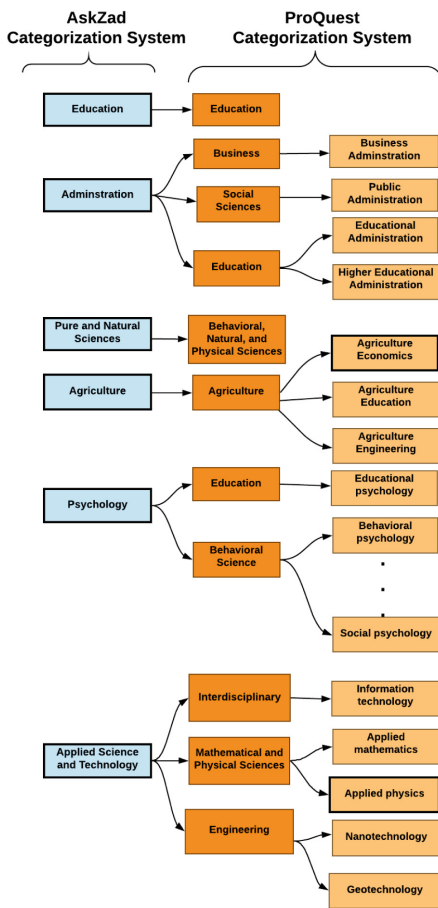 AskZad
Categorization System
ProQuest
Categorization System
Education
Education
Adminstration
Business
Business
Adminstration
Social
Sciences
Public
Administration
Education
Educational
Administration
Higher Educational
Administration
Pure and Natural
Sciences
Behavioral,
Natural, and
Physical Sciences
Agriculture
Agriculture
Agriculture
Economics
Agriculture
Education
Agriculture
Engineering
Psychology
Education
Educational
psychology
Behavioral
Science
Behavioral
psychology
.
.
.
Social psychology
Applied Science
and Technology
Interdisciplinary
Information
technology
Mathematical and
Physical Sciences
Applied
mathematics
Applied physics
Engineering
Nanotechnology
Geotechnology